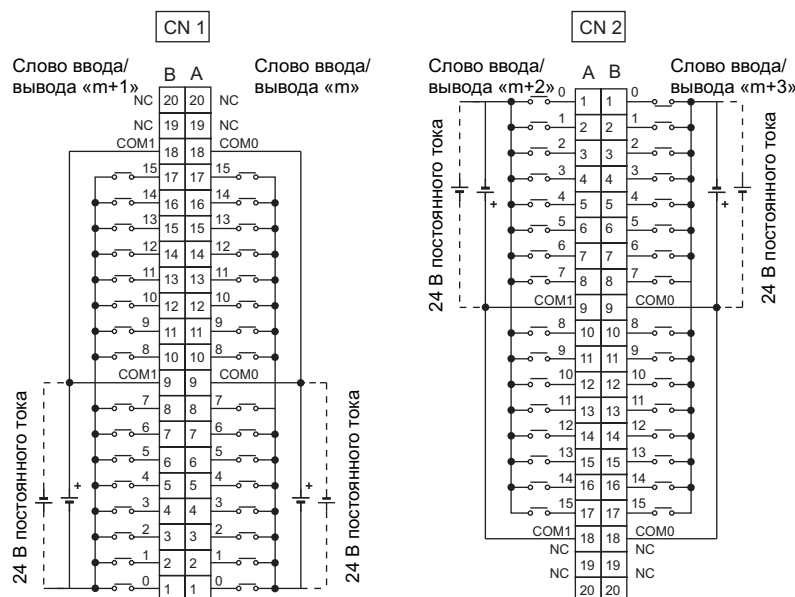 CN 1
Слово ввода/
вывода «m+1»
B A
Слово ввода/
вывода «m»
NC 20 20 NC
NC 19 19 NC
COM1 18 18 COM0
15 17 17 15
14 16 16 14
13 15 15 13
12 14 14 12
11 13 13 11
10 12 12 10
9 11 11 9
8 10 10 8
COM1 9 9 COM0
7 8 8 7
6 7 7 6
5 6 6 5
4 5 5 4
3 4 4 3
2 3 3 2
1 2 2 1
0 1 1 0
+
+
24 В постоянного тока
24 В постоянного тока
CN 2
Слово ввода/
вывода «m+2»
A B
Слово ввода/
вывода «m+3»
0 1 1 0
1 2 2 1
2 3 3 2
3 4 4 3
4 5 5 4
5 6 6 5
6 7 7 6
7 8 8 7
COM1 9 9 COM0
8 10 10 8
9 11 11 9
10 12 12 10
11 13 13 11
12 14 14 12
13 15 15 13
14 16 16 14
15 17 17 15
COM1 18 18 COM0
NC 19 19 NC
NC 20 20 NC
+
+
24 В постоянного тока
24 В постоянного тока